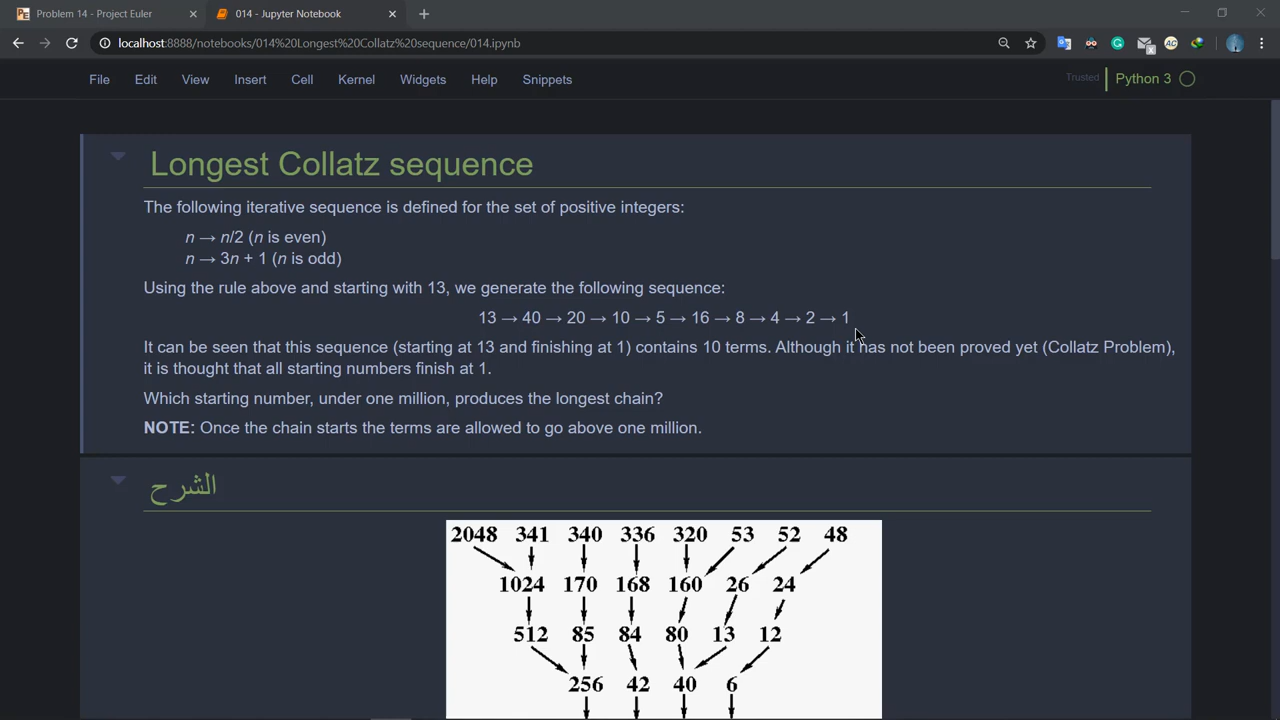 Problem 14 - Project Euler
014 - Jupyter Notebook
localhost:8888/notebooks/014%20Longest%20Collatz%20sequence/014.ipynb
File Edit View Insert Cell Kernel Widgets Help Snippets
Trusted Python 3
Longest Collatz sequence
The following iterative sequence is defined for the set of positive integers:
n → n/2 (n is even)
n → 3n + 1 (n is odd)
Using the rule above and starting with 13, we generate the following sequence:
13 → 40 → 20 → 10 → 5 → 16 → 8 → 4 → 2 → 1
It can be seen that this sequence (starting at 13 and finishing at 1) contains 10 terms. Although it has not been proved yet (Collatz Problem),
it is thought that all starting numbers finish at 1.
Which starting number, under one million, produces the longest chain?
NOTE: Once the chain starts the terms are allowed to go above one million.
الشرح
2048 341 340 336 320 53 52 48
1024 170 168 160 26 24
512 85 84 80 13 12
256 42 40 6